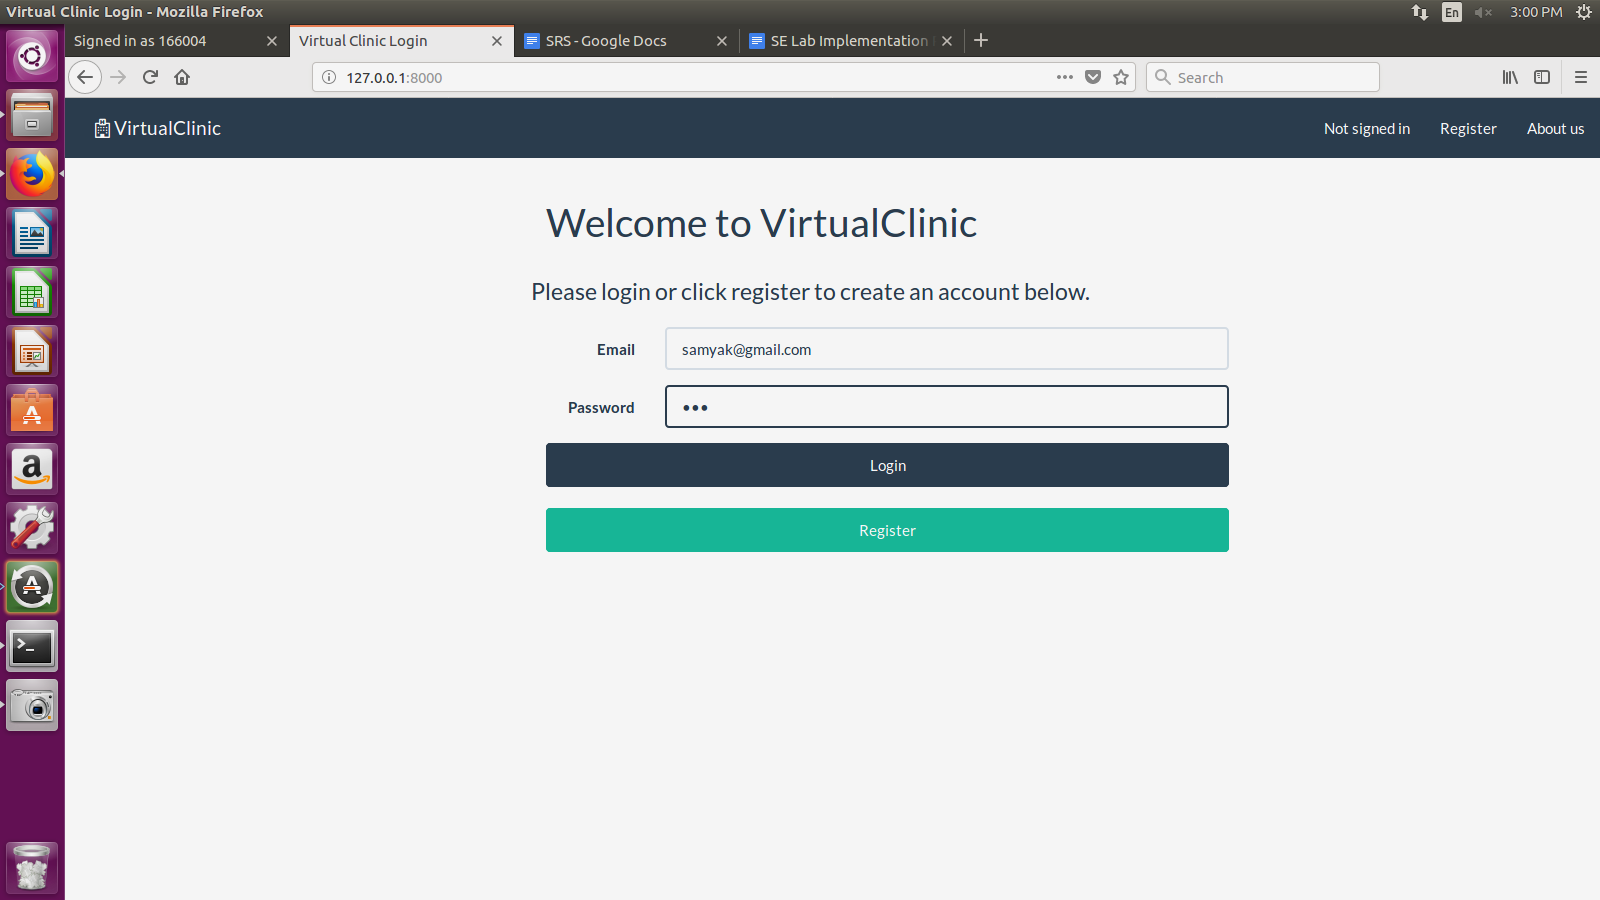 Virtual Clinic Login - Mozilla Firefox
En
3:00 PM
Signed in as 166004
Virtual Clinic Login
SRS - Google Docs
SE Lab Implementation
127.0.0.1:8000
Search
VirtualClinic
Not signed in
Register
About us
Welcome to VirtualClinic
Please login or click register to create an account below.
Email
samyak@gmail.com
Password
Login
Register